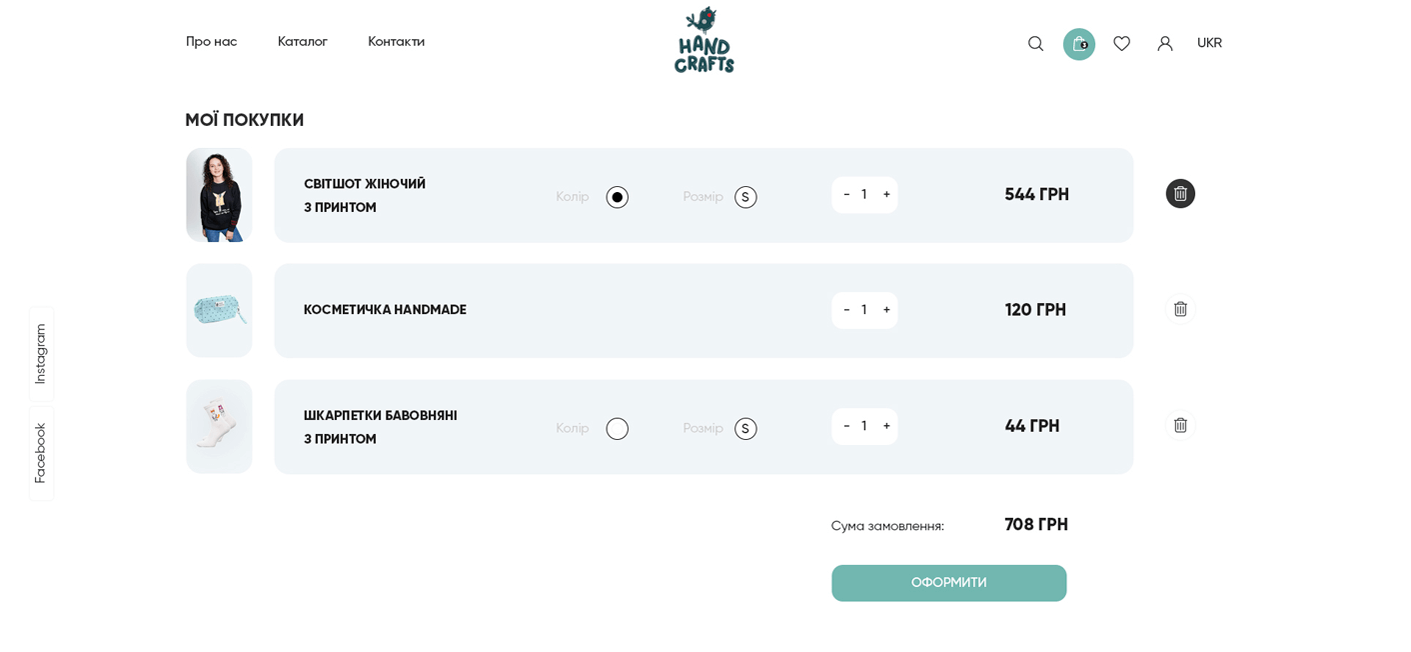 Про нас Каталог Контакти
HAND
CRAFTS
3
UKR
МОЇ ПОКУПКИ
СВІТШОТ ЖІНОЧИЙ
З ПРИНТОМ
Колір Розмір S - 1 + 544 ГРН
КОСМЕТИЧКА HANDMADE - 1 + 120 ГРН
ШКАРПЕТКИ БАВОВНЯНІ
З ПРИНТОМ
Колір Розмір S - 1 + 44 ГРН
Instagram
Facebook
Сума замовлення: 708 ГРН
ОФОРМИТИ